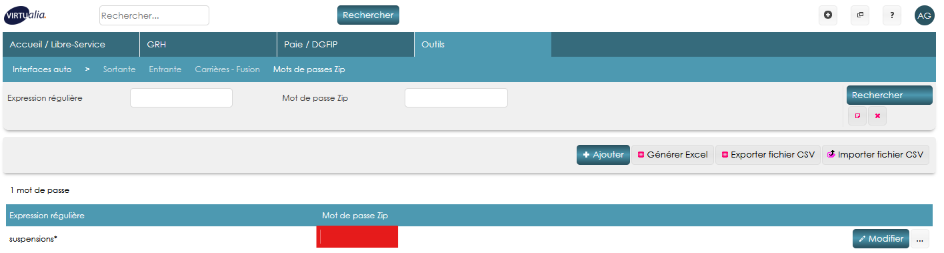 VIRTUalia. Rechercher... Rechercher ? AG
Accueil / Libre-Service GRH Paie / DGFIP Outils
Interfaces auto > Sortante Entrante Carrières - Fusion Mots de passes Zip
Expression régulière Mot de passe Zip Rechercher
Ajouter Générer Excel Exporter fichier CSV Importer fichier CSV
1 mot de passe
Expression régulière Mot de passe Zip
suspensions* Modifier ...